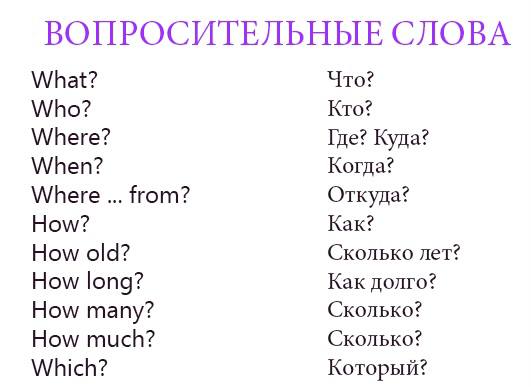 ВОПРОСИТЕЛЬНЫЕ СЛОВА
What? Что?
Who? Кто?
Where? Где? Куда?
When? Когда?
Where ... from? Откуда?
How? Как?
How old? Сколько лет?
How long? Как долго?
How many? Сколько?
How much? Сколько?
Which? Который?